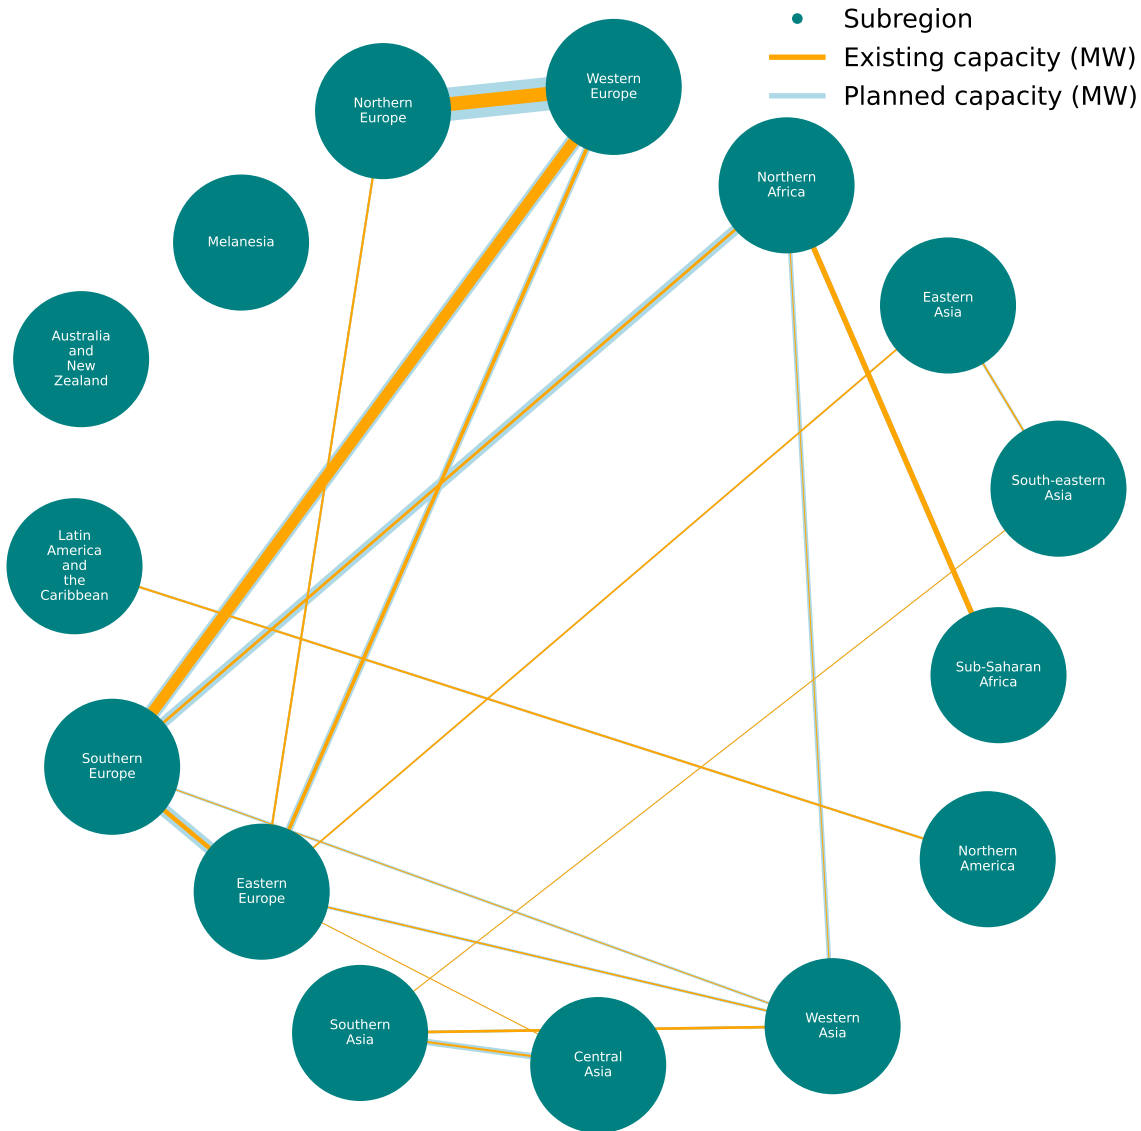 Subregion
Existing capacity (MW)
Planned capacity (MW)
Western
Europe
Northern
Europe
Northern
Africa
Melanesia
Eastern
Asia
Australia
and
New
Zealand
South-eastern
Asia
Latin
America
and
the
Caribbean
Sub-Saharan
Africa
Southern
Europe
Northern
America
Eastern
Europe
Western
Asia
Southern
Asia
Central
Asia